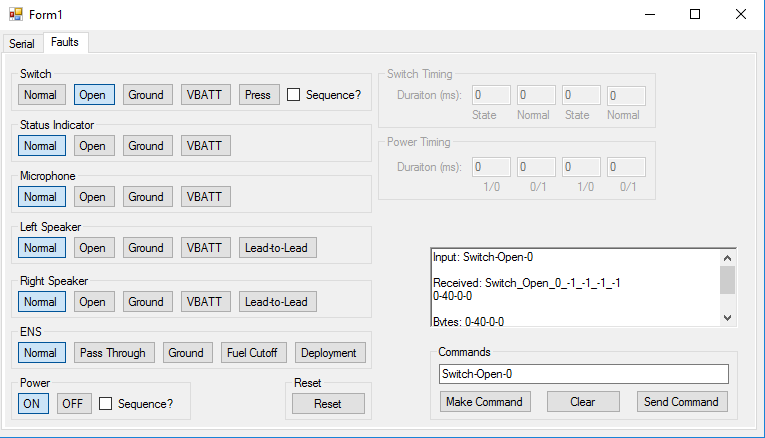 Form1
Serial Faults
Switch
Normal Open Ground VBATT Press Sequence?
Status Indicator
Normal Open Ground VBATT
Microphone
Normal Open Ground VBATT
Left Speaker
Normal Open Ground VBATT Lead-to-Lead
Right Speaker
Normal Open Ground VBATT Lead-to-Lead
ENS
Normal Pass Through Ground Fuel Cutoff Deployment
Power
ON OFF Sequence?
Reset
Reset
Switch Timing
Duraiton (ms): 0 0 0 0
State Normal State Normal
Power Timing
Duraiton (ms): 0 0 0 0
1/0 0/1 1/0 0/1
Input: Switch-Open-0
Received: Switch_Open_0_-1_-1_-1_-1
0-40-0-0
Bytes: 0-40-0-0
Commands
Switch-Open-0
Make Command Clear Send Command